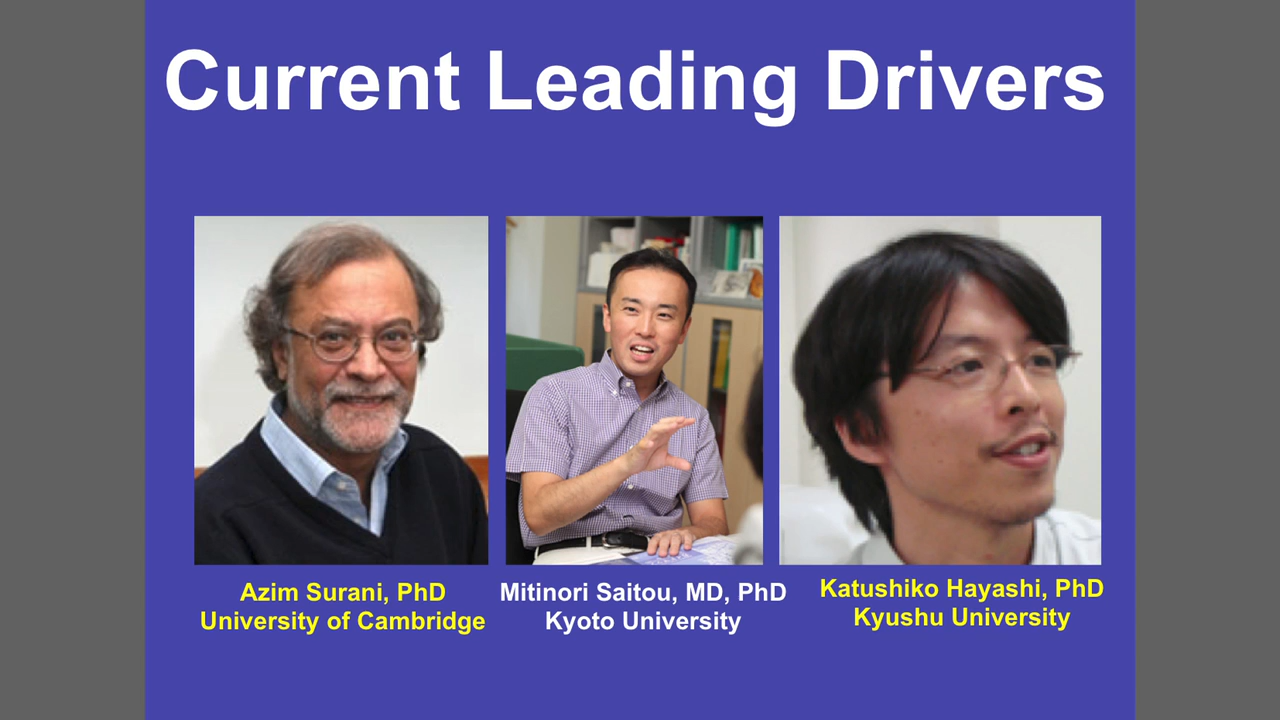 Current Leading Drivers
Azim Surani, PhD
University of Cambridge
Mitinori Saitou, MD, PhD
Kyoto University
Katushiko Hayashi, PhD
Kyushu University